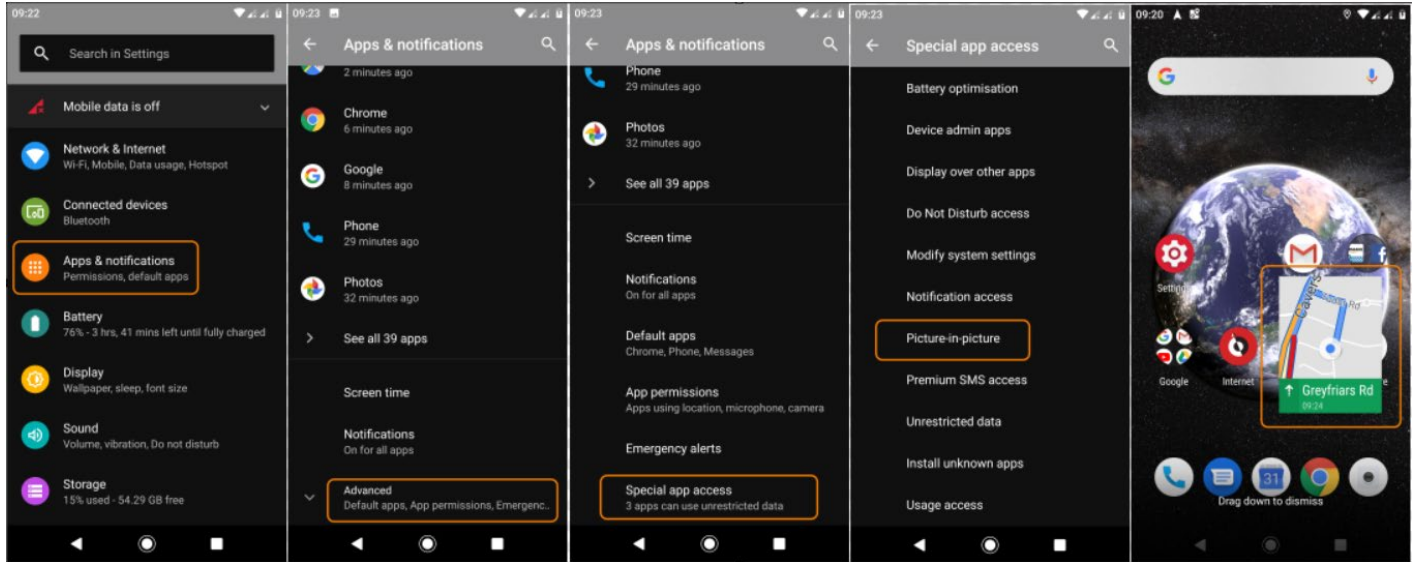 09:22
Search in Settings
Mobile data is off
Network & Internet
Wi-Fi, Mobile, Data usage, Hotspot
Connected devices
Bluetooth
Apps & notifications
Permissions, default apps
Battery
76% - 3 hrs, 41 mins left until fully charged
Display
Wallpaper, sleep, font size
Sound
Volume, vibration, Do not disturb
Storage
15% used - 54.29 GB free
09:23
Apps & notifications
2 minutes ago
Chrome
6 minutes ago
Google
8 minutes ago
Phone
29 minutes ago
Photos
32 minutes ago
See all 39 apps
Screen time
Notifications
On for all apps
Advanced
Default apps, App permissions, Emergenc..
09:23
Apps & notifications
Phone
29 minutes ago
Photos
32 minutes ago
See all 39 apps
Screen time
Notifications
On for all apps
Default apps
Chrome, Phone, Messages
App permissions
Apps using location, microphone, camera
Emergency alerts
Special app access
3 apps can use unrestricted data
09:23
Special app access
Battery optimisation
Device admin apps
Display over other apps
Do Not Disturb access
Modify system settings
Notification access
Picture-in-picture
Premium SMS access
Unrestricted data
Install unknown apps
Usage access
09:20
G
Settings
Cavers
Rd
Google
Internet
Greyfriars Rd
09:24
31
Drag down to dismiss